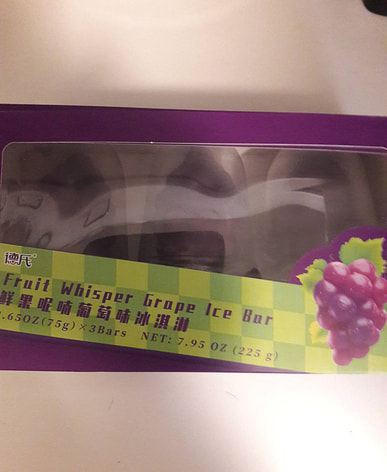 德氏
Fruit Whisper Grape Ice Bar
鲜果呢喃葡萄味冰淇淋
.65OZ(75g)×3Bars NET: 7.95 OZ (225 g)